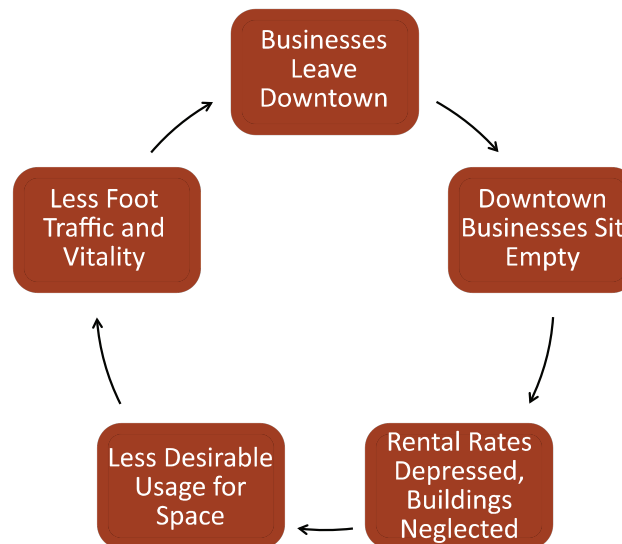 Businesses
Leave
Downtown
Downtown
Businesses Sit
Empty
Rental Rates
Depressed,
Buildings
Neglected
Less Desirable
Usage for
Space
Less Foot
Traffic and
Vitality